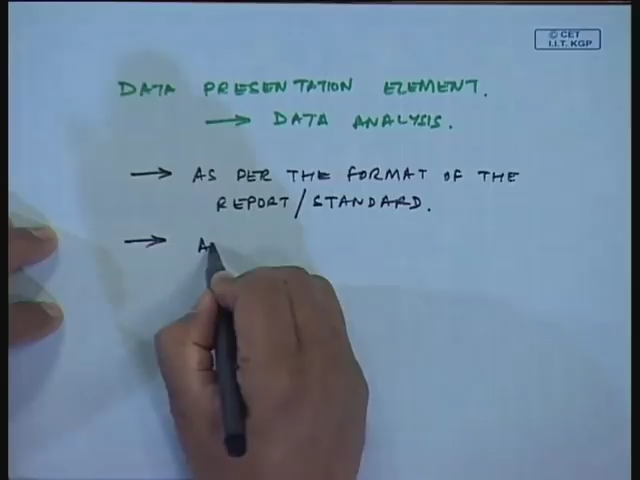 © CET
I.I.T. KGP
DATA PRESENTATION ELEMENT.
→ DATA ANALYSIS.
→ AS PER THE FORMAT OF THE
REPORT/STANDARD.
→ A